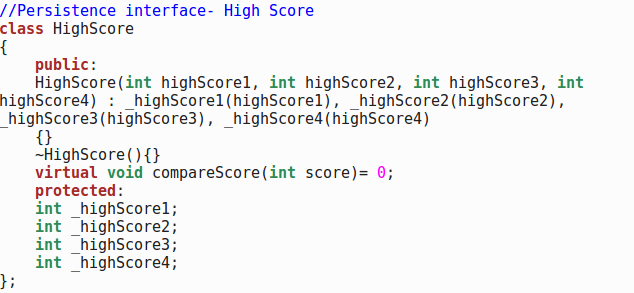 //Persistence interface- High Score
class HighScore
{
    public:
    HighScore(int highScore1, int highScore2, int highScore3, int
highScore4) : _highScore1(highScore1), _highScore2(highScore2),
_highScore3(highScore3), _highScore4(highScore4)
    {}
    ~HighScore(){}
    virtual void compareScore(int score)= 0;
    protected:
    int _highScore1;
    int _highScore2;
    int _highScore3;
    int _highScore4;
};